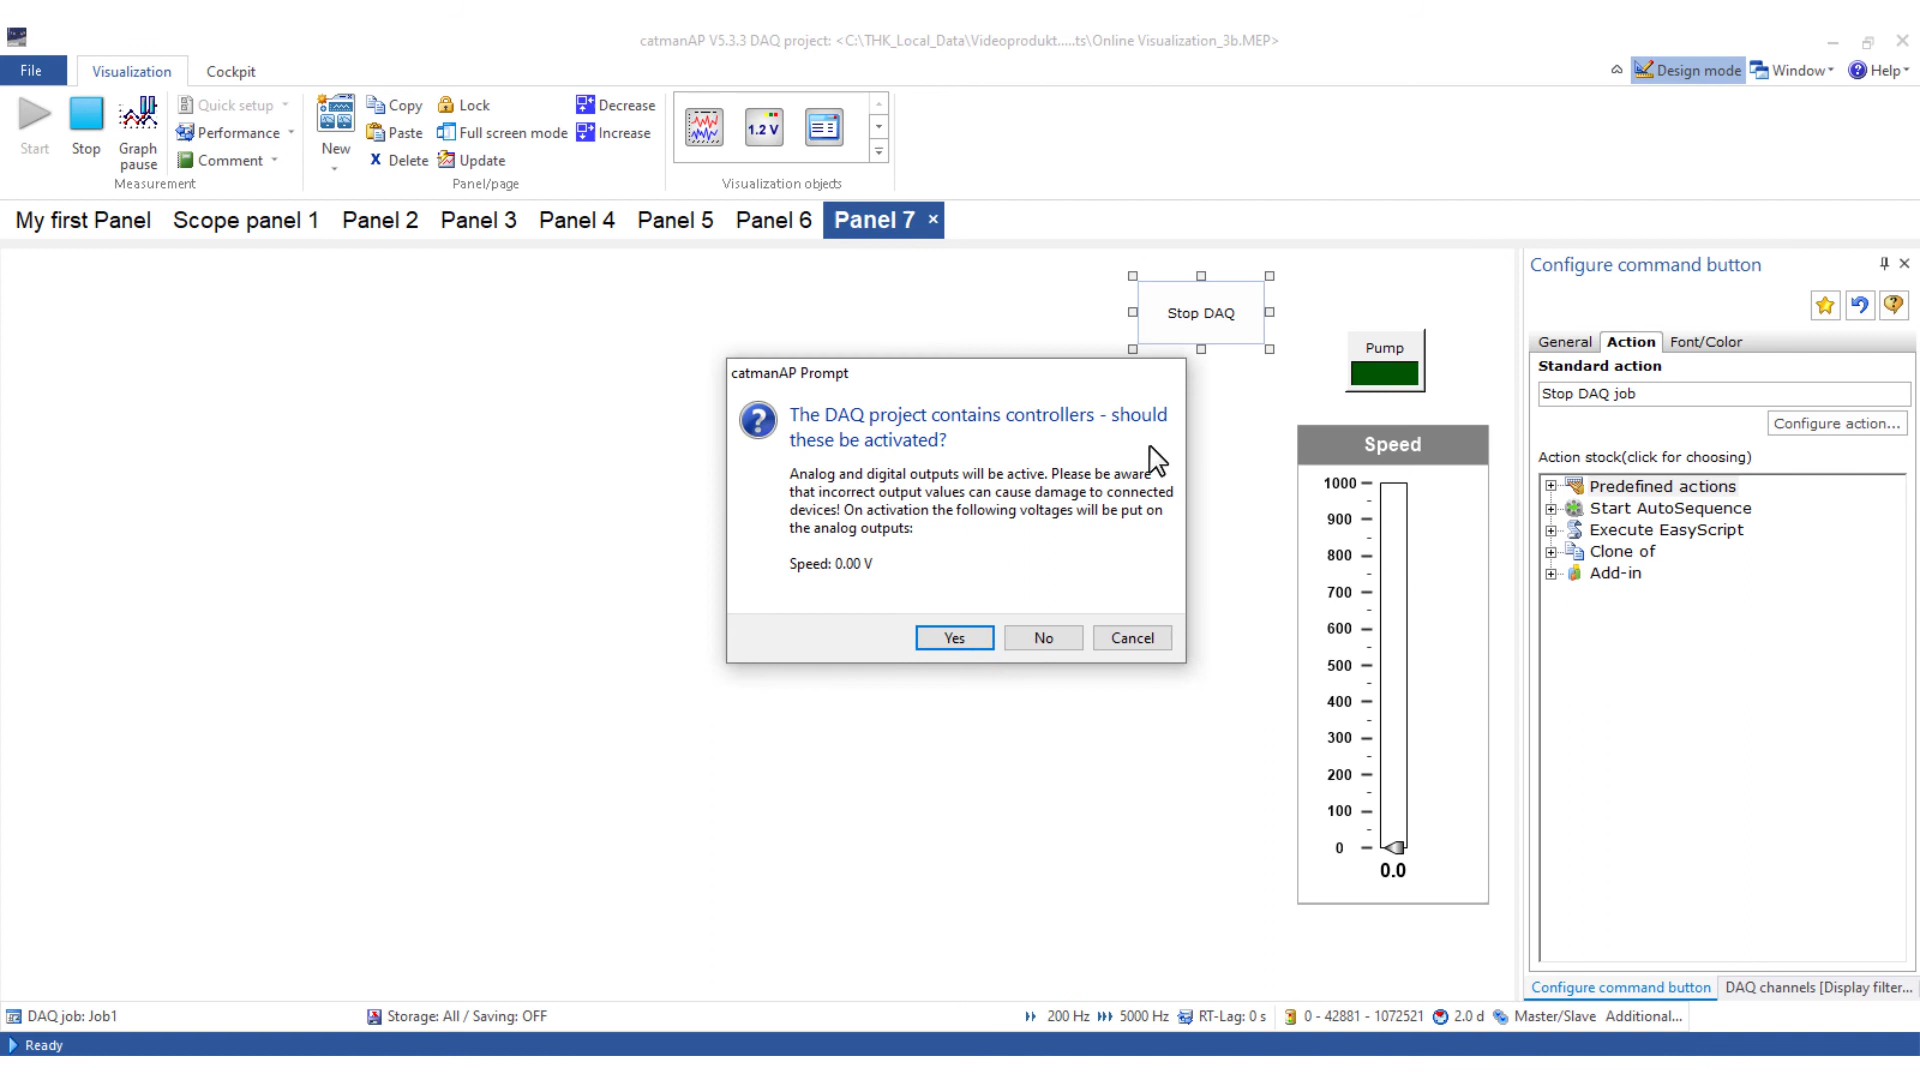 catmanAP V5.3.3 DAQ project: <C:\THK_Local_Data\Videoprodukt.....ts\Online Visualization_3b.MEP>
File
Visualization
Cockpit
Design mode
Window
Help
Start
Stop
Graph
pause
Quick setup
Performance
Comment
Measurement
New
Copy
Paste
X Delete
Lock
Full screen mode
Update
Decrease
Increase
Panel/page
1.2 V
Visualization objects
My first Panel
Scope panel 1
Panel 2
Panel 3
Panel 4
Panel 5
Panel 6
Panel 7 ×
Stop DAQ
Pump
Speed
1000
900
800
700
600
500
400
300
200
100
0
0.0
catmanAP Prompt
The DAQ project contains controllers - should
these be activated?
Analog and digital outputs will be active. Please be aware
that incorrect output values can cause damage to connected
devices! On activation the following voltages will be put on
the analog outputs:
Speed: 0.00 V
Yes
No
Cancel
Configure command button
General
Action
Font/Color
Standard action
Stop DAQ job
Configure action...
Action stock(click for choosing)
Predefined actions
Start AutoSequence
Execute EasyScript
Clone of
Add-in
Configure command button
DAQ channels [Display filter...
DAQ job: Job1
Storage: All / Saving: OFF
200 Hz
5000 Hz
RT-Lag: 0 s
0 - 42881 - 1072521
2.0 d
Master/Slave
Additional...
Ready